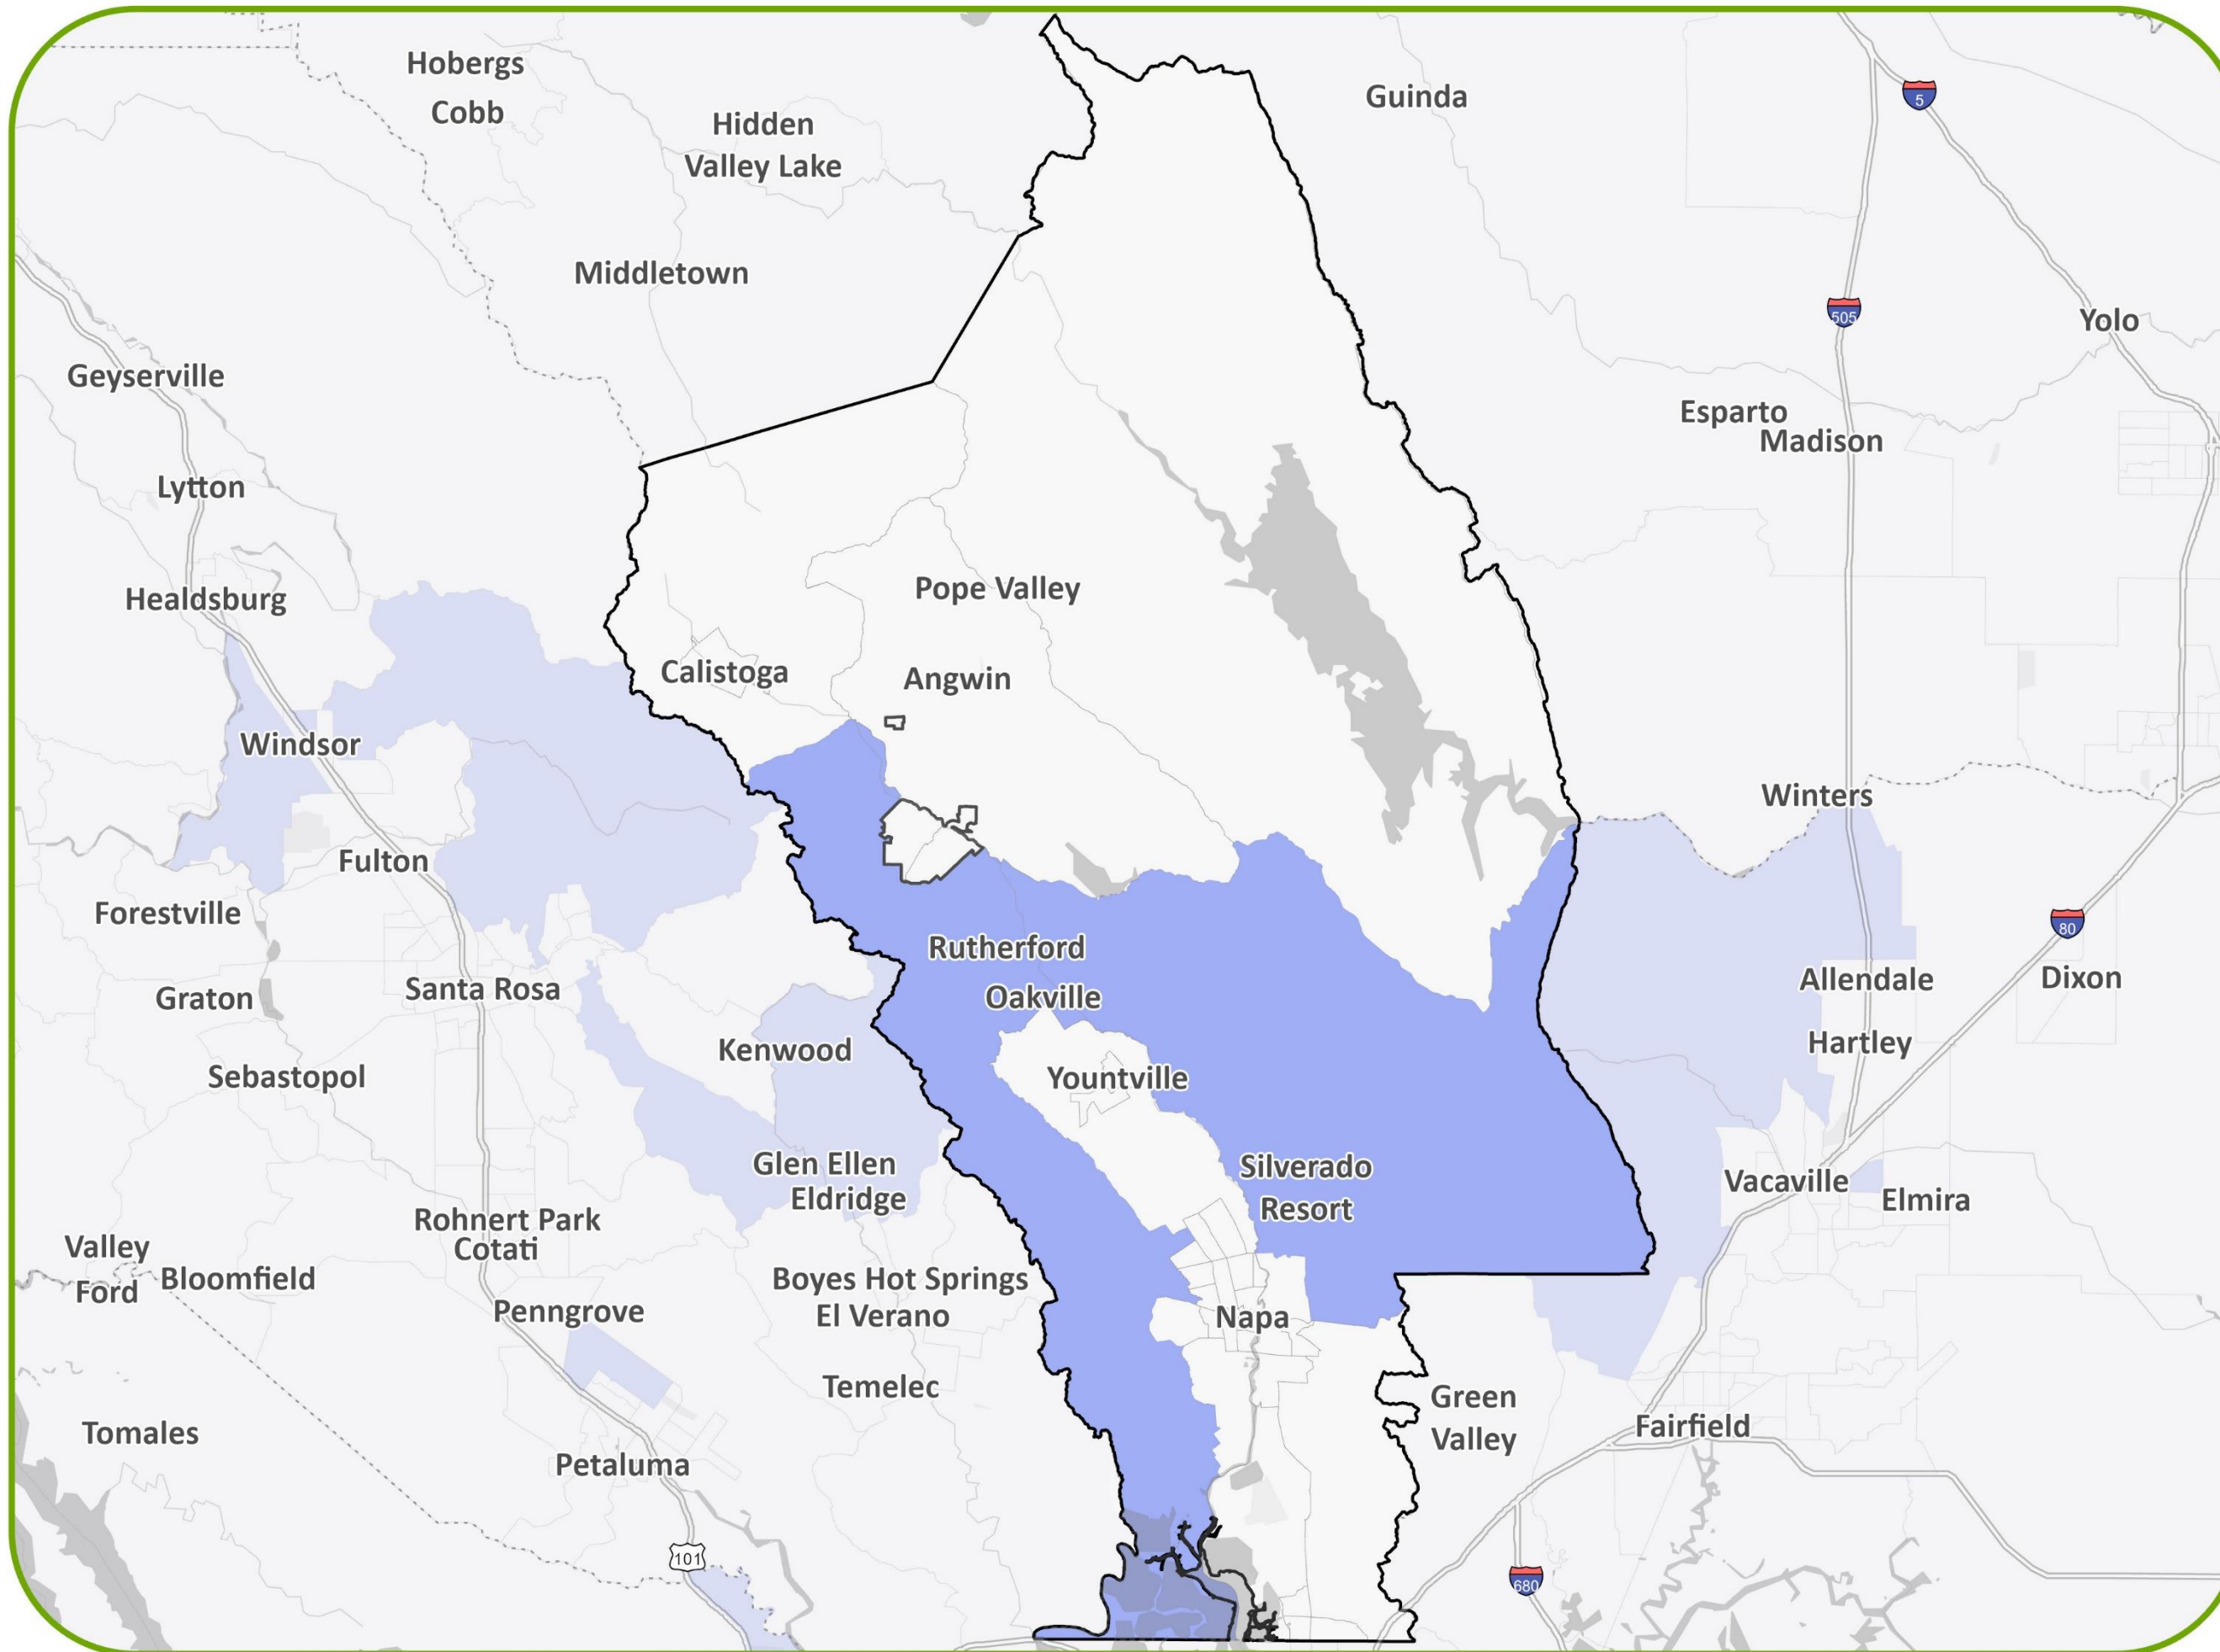 Hobergs
Cobb
Guinda
5
Hidden
Valley Lake
Middletown
505
Yolo
Geyserville
Esparto
Madison
Lytton
Healdsburg
Pope Valley
Calistoga
Angwin
Windsor
Winters
Fulton
Forestville
80
Rutherford
Santa Rosa
Graton
Oakville
Allendale
Dixon
Kenwood
Hartley
Sebastopol
Yountville
Glen Ellen
Eldridge
Silverado
Resort
Vacaville
Elmira
Rohnert Park
Cotati
Valley
Ford
Bloomfield
Boyes Hot Springs
El Verano
Penngrove
Napa
Temelec
Green
Valley
Tomales
Fairfield
Petaluma
101
680